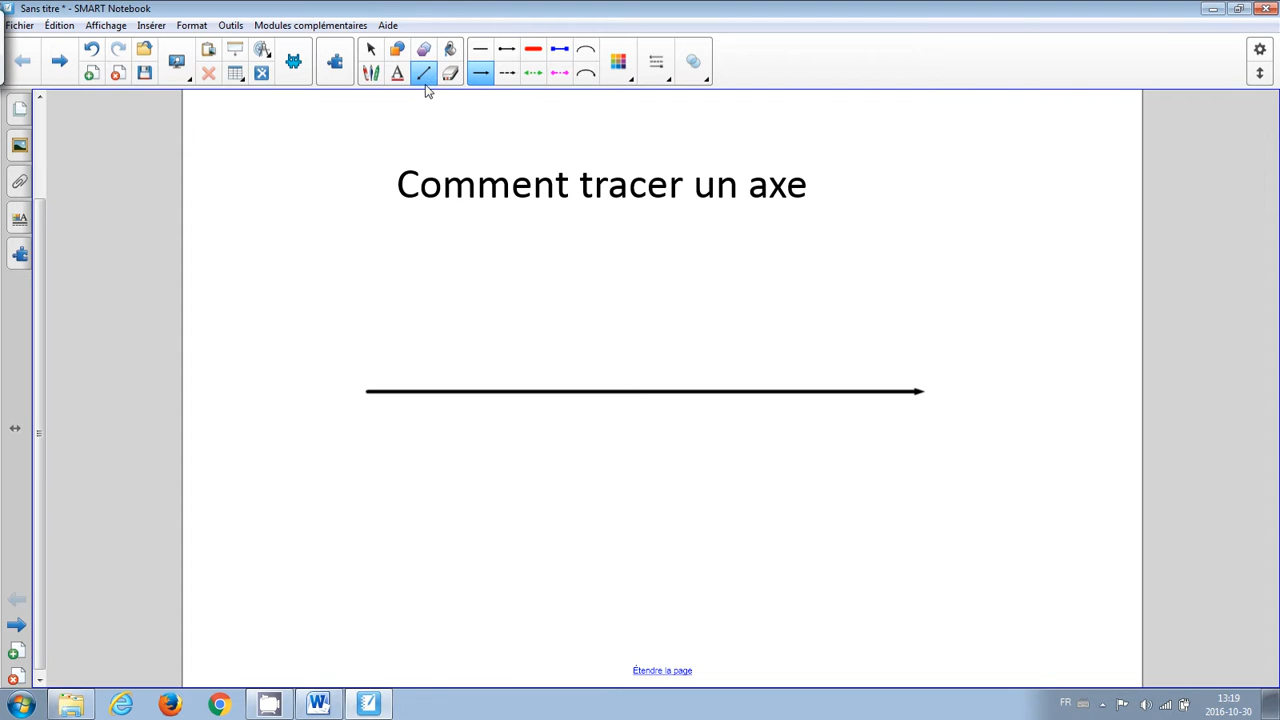 Sans titre * - SMART Notebook
Fichier Édition Affichage Insérer Format Outils Modules complémentaires Aide
Comment tracer un axe
Étendre la page
FR
13:19
2016-10-30